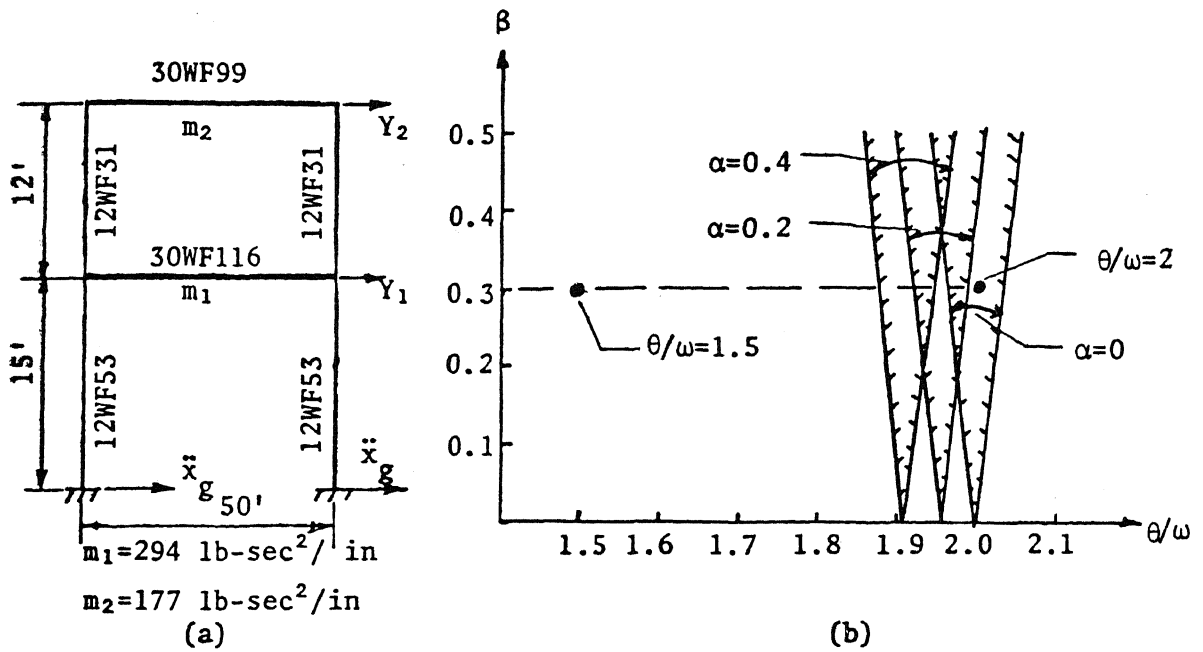 30WF99
m₂
Y₂
12'
12WF31
12WF31
30WF116
m₁
Y₁
15'
12WF53
12WF53
ẍg
ẍg
50'
m₁=294 lb-sec²/ in
m₂=177 lb-sec²/in
(a)
β
0.5
0.4
0.3
0.2
0.1
α=0.4
α=0.2
θ/ω=2
θ/ω=1.5
α=0
1.5
1.6
1.7
1.8
1.9
2.0
2.1
θ/ω
(b)